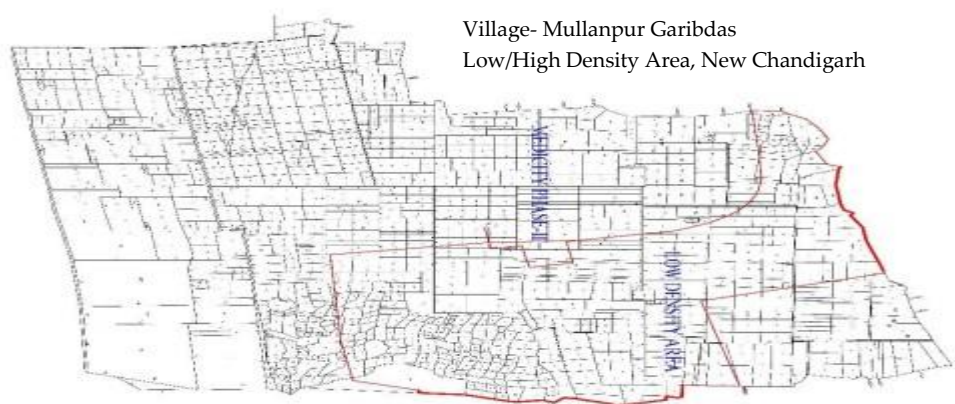 Village- Mullanpur Garibdas
Low/High Density Area, New Chandigarh
MEDICITY PHASE-II
LOW DENSITY AREA